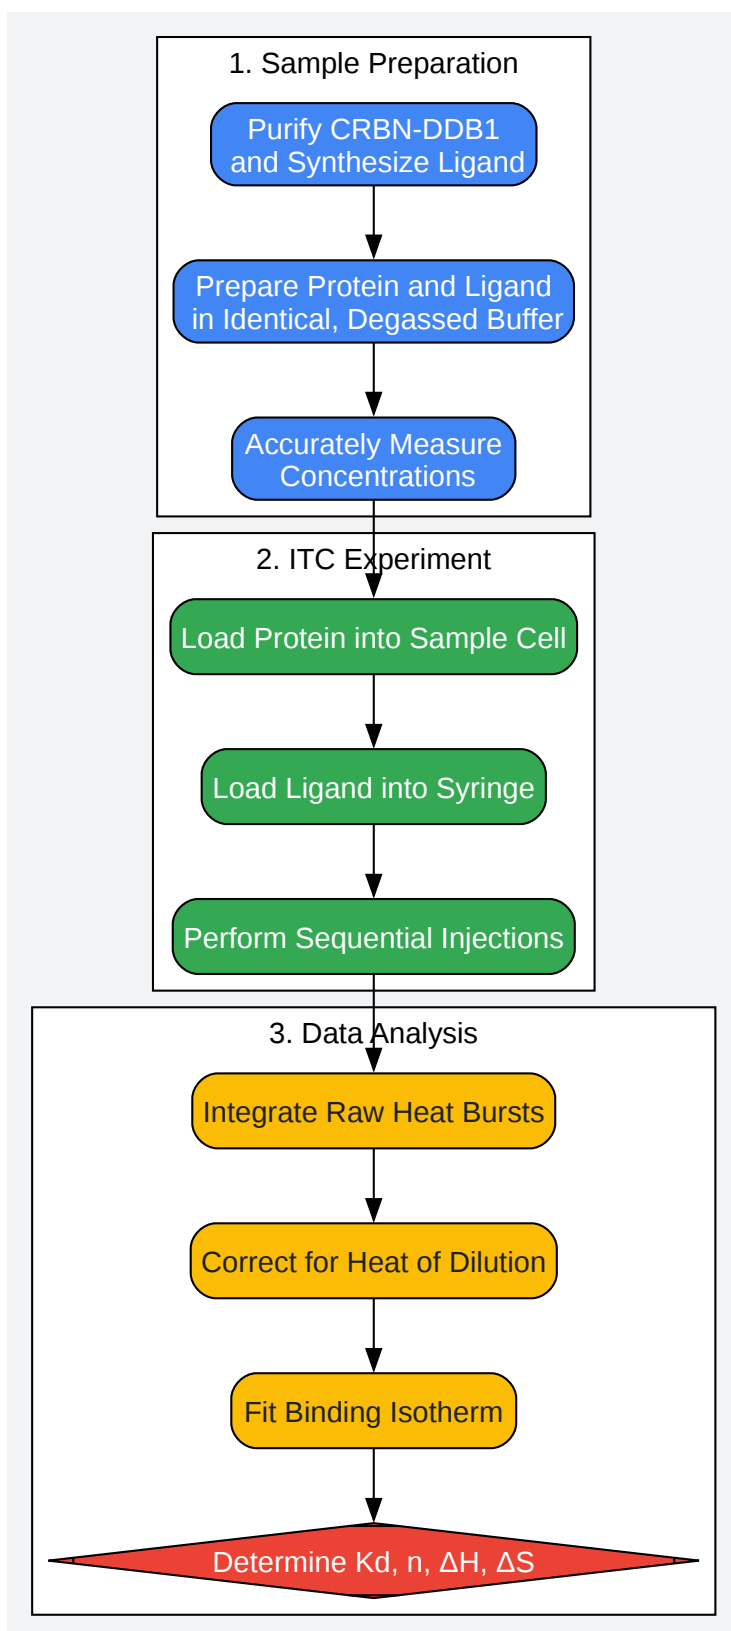 1. Sample Preparation
Purify CRBN-DDB1
and Synthesize Ligand
Prepare Protein and Ligand
in Identical, Degassed Buffer
Accurately Measure
Concentrations
2. ITC Experiment
Load Protein into Sample Cell
Load Ligand into Syringe
Perform Sequential Injections
3. Data Analysis
Integrate Raw Heat Bursts
Correct for Heat of Dilution
Fit Binding Isotherm
Determine Kd, n, ΔH, ΔS